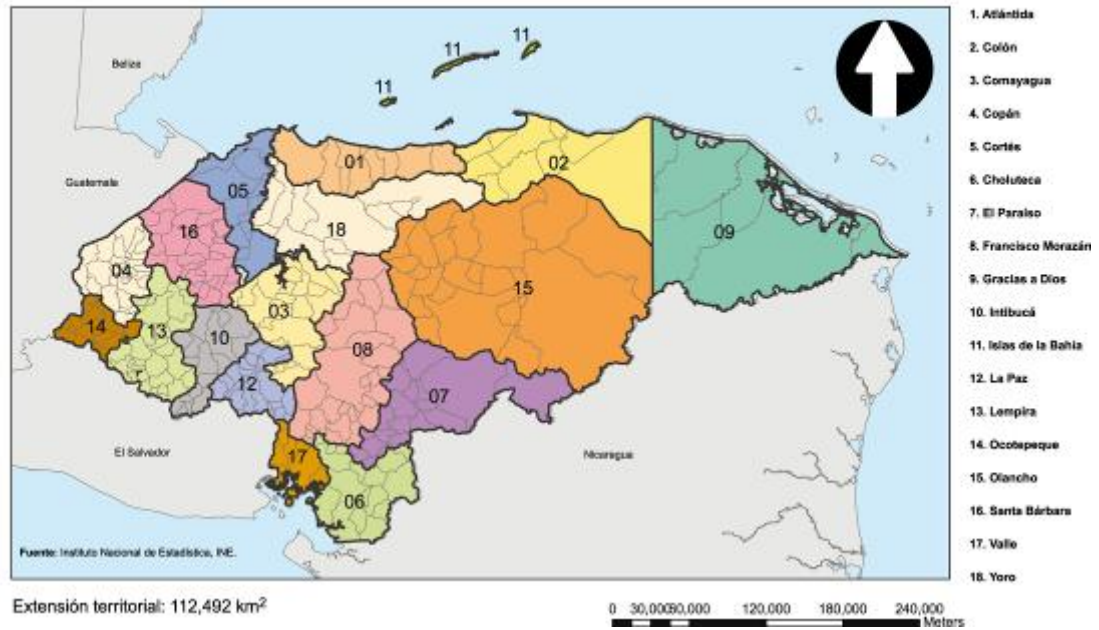 11
11
11
Belize
Guatemala
01
02
05
09
18
16
04
15
03
14
13
10
08
12
07
17
06
El Salvador
Nicaragua
Fuente: Instituto Nacional de Estadística, INE.
1. Atlántida
2. Colón
3. Comayagua
4. Copán
5. Cortés
6. Choluteca
7. El Paraíso
8. Francisco Morazán
9. Gracias a Dios
10. Intibucá
11. Islas de la Bahía
12. La Paz
13. Lempira
14. Ocotepeque
15. Olancho
16. Santa Bárbara
17. Valle
18. Yoro
Extensión territorial: 112,492 km²
0 30,00060,000 120,000 180,000 240,000
Meters